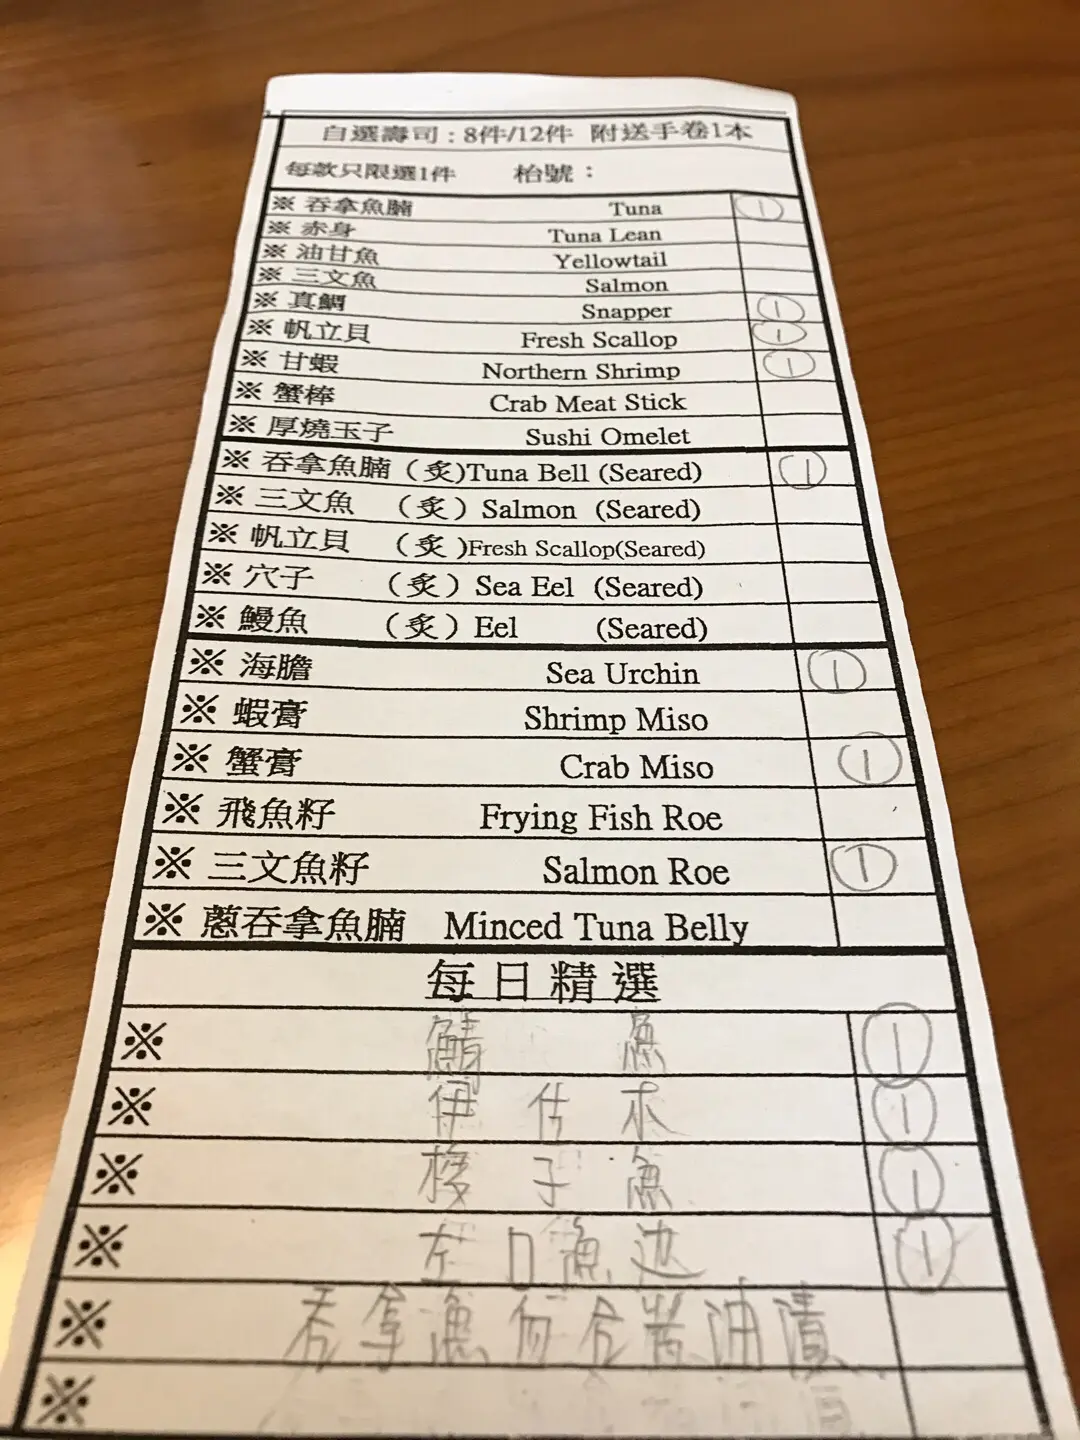 自選壽司：8件/12件 附送手卷1本
每款只限選1件 枱號：
※ 吞拿魚腩 Tuna 1
※ 赤身 Tuna Lean
※ 油甘魚 Yellowtail
※ 三文魚 Salmon
※ 真鯛 Snapper 1
※ 帆立貝 Fresh Scallop 1
※ 甘蝦 Northern Shrimp 1
※ 蟹棒 Crab Meat Stick
※ 厚燒玉子 Sushi Omelet
※ 吞拿魚腩（炙)Tuna Bell (Seared) 1
※ 三文魚 （炙）Salmon (Seared)
※ 帆立貝 （炙)Fresh Scallop(Seared)
※ 穴子 （炙）Sea Eel (Seared)
※ 鰻魚 （炙）Eel (Seared)
※ 海膽 Sea Urchin 1
※ 蝦膏 Shrimp Miso
※ 蟹膏 Crab Miso 1
※ 飛魚籽 Frying Fish Roe
※ 三文魚籽 Salmon Roe 1
※ 蔥吞拿魚腩 Minced Tuna Belly
每日精選
※ 鯖魚 1
※ 伊佐木 1
※ 梭子魚 1
※ 左口魚边 1
※ 吞拿魚 油漬
※